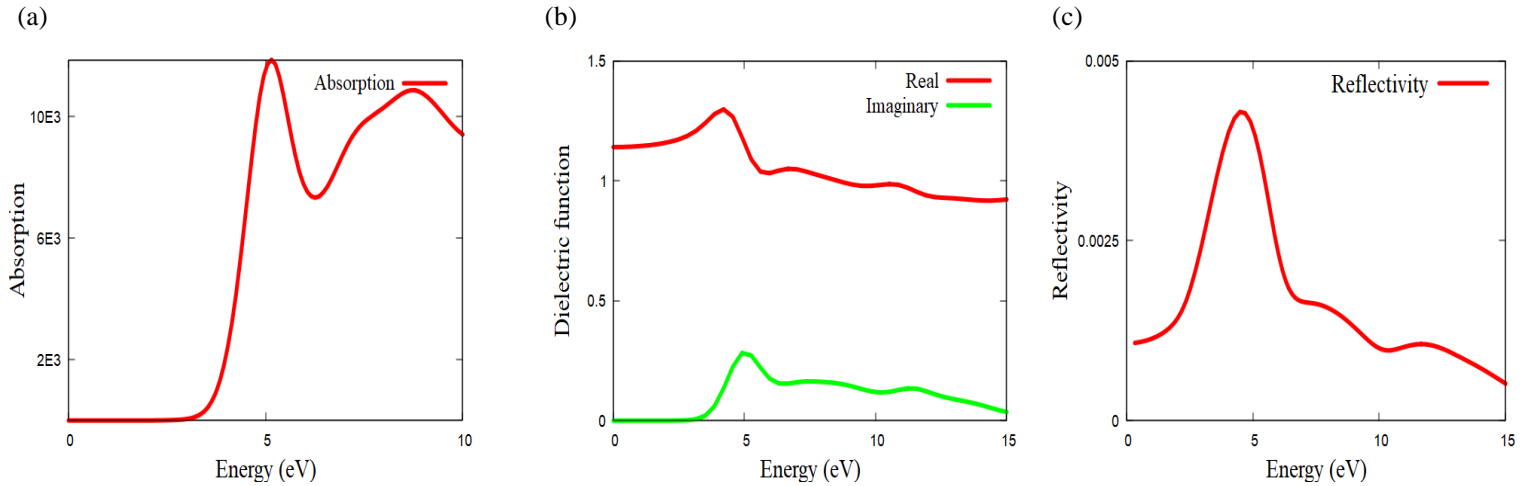 (a)
Absorption
10E3
6E3
2E3
0
5
10
Absorption
Energy (eV)
(b)
Real
Imaginary
1.5
1
0.5
0
0
5
10
15
Dielectric function
Energy (eV)
(c)
Reflectivity
0.005
0.0025
0
0
5
10
15
Reflectivity
Energy (eV)